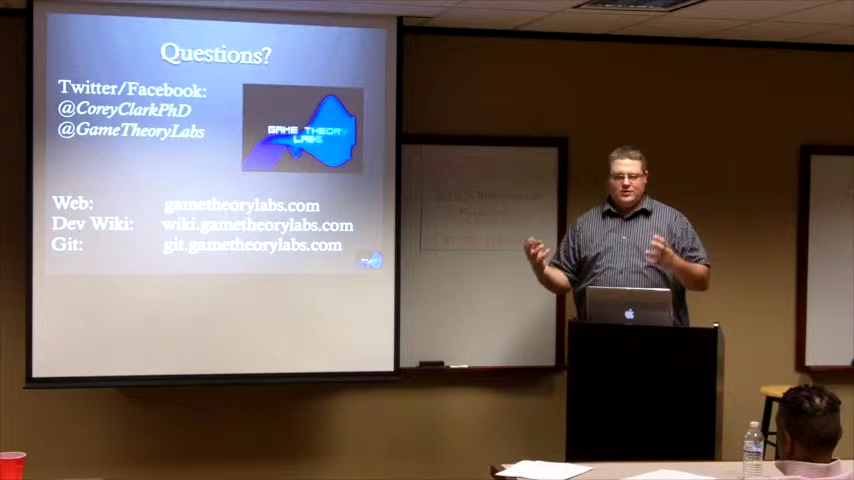 Questions?
Twitter/Facebook:
@CoreyClarkPhD
@GameTheoryLabs
GAME THEORY
LABS
Web: gametheorylabs.com
Dev Wiki: wiki.gametheorylabs.com
Git: git.gametheorylabs.com